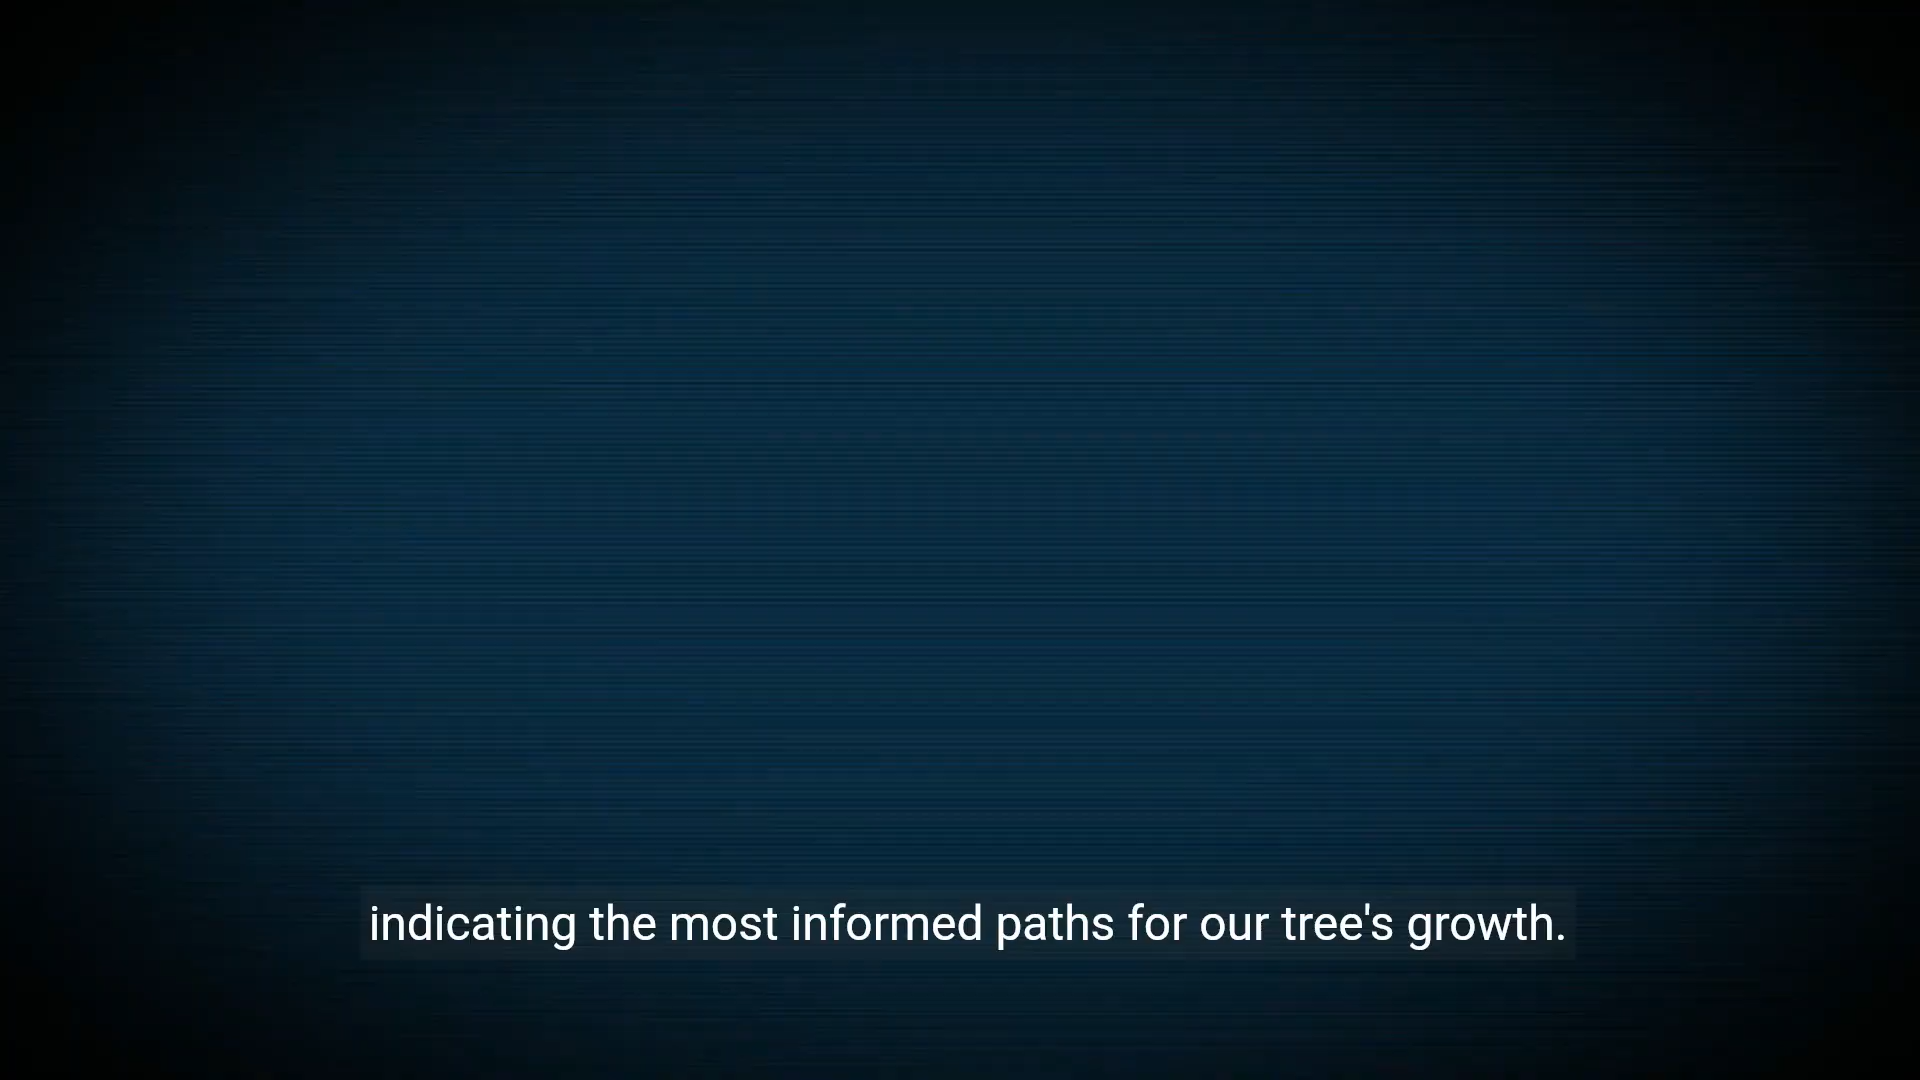 indicating the most informed paths for our tree's growth.